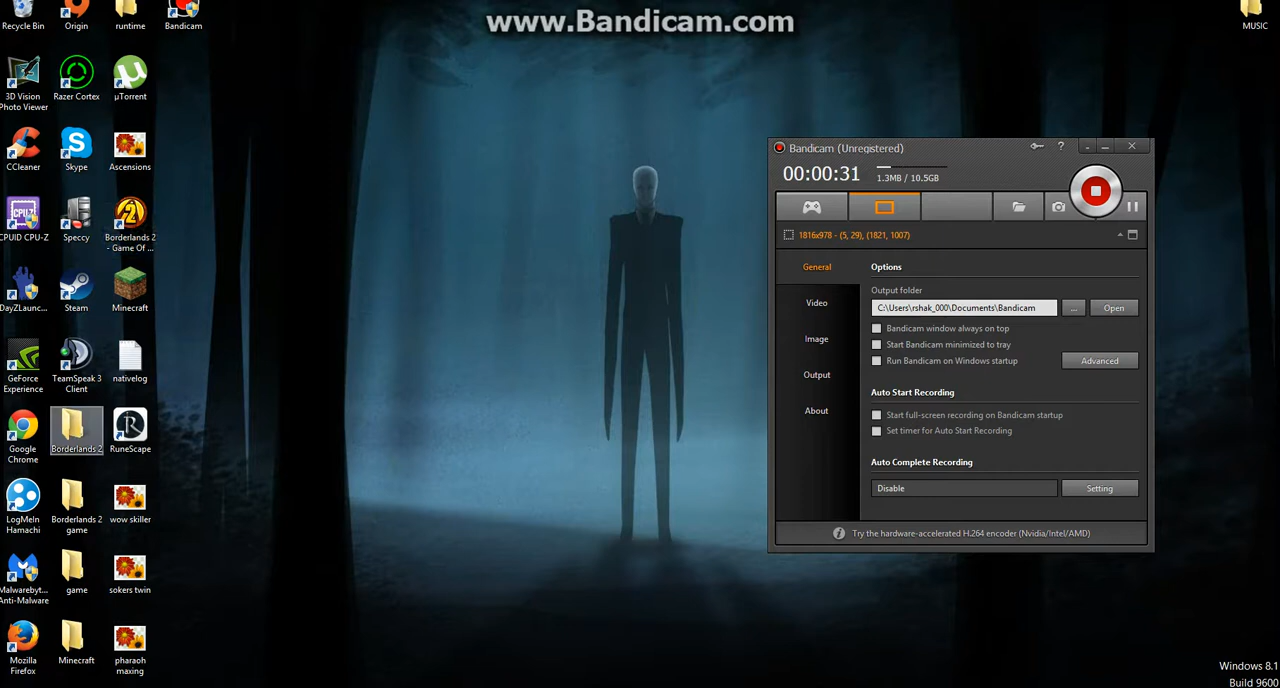 www.Bandicam.com
Recycle Bin
Origin
runtime
Bandicam
MUSIC
3D Vision
Photo Viewer
Razer Cortex
µTorrent
CCleaner
Skype
Ascensions
CPUID CPU-Z
Speccy
Borderlands 2
- Game Of ...
DayZLaunc...
Steam
Minecraft
GeForce
Experience
TeamSpeak 3
Client
nativelog
Google
Chrome
Borderlands 2
RuneScape
LogMeIn
Hamachi
Borderlands 2
game
wow skiller
Malwarebyt...
Anti-Malware
game
sokers twin
Mozilla
Firefox
Minecraft
pharaoh
maxing
Bandicam (Unregistered)
?
00:00:31
1.3MB / 10.5GB
1816x978 - (5, 29), (1821, 1007)
General
Video
Image
Output
About
Options
Output folder
C:\Users\rshak_000\Documents\Bandicam
...
Open
Bandicam window always on top
Start Bandicam minimized to tray
Run Bandicam on Windows startup
Advanced
Auto Start Recording
Start full-screen recording on Bandicam startup
Set timer for Auto Start Recording
Auto Complete Recording
Disable
Setting
Try the hardware-accelerated H.264 encoder (Nvidia/Intel/AMD)
Windows 8.1
Build 9600